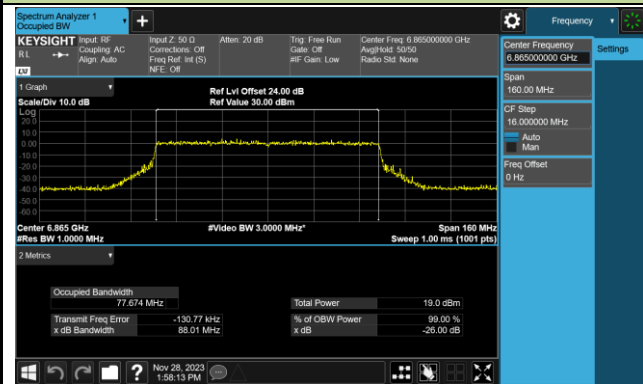 Spectrum Analyzer 1
Occupied BW
Frequency
KEYSIGHT
RL
LXI
Input: RF
Coupling: AC
Align: Auto
Input Z: 50 Ω
Corrections: Off
Freq Ref: Int (S)
NFE: Off
Atten: 20 dB
Trig: Free Run
Gate: Off
#IF Gain: Low
Center Freq: 6.865000000 GHz
Avg|Hold: 50/50
Radio Std: None
Center Frequency
6.865000000 GHz
Settings
Span
160.00 MHz
CF Step
16.000000 MHz
Auto
Man
Freq Offset
0 Hz
1 Graph
Scale/Div 10.0 dB
Ref Lvl Offset 24.00 dB
Ref Value 30.00 dBm
Log
20.0
10.0
0.00
-10.0
-20.0
-30.0
-40.0
-50.0
-60.0
Center 6.865 GHz
#Video BW 3.0000 MHz*
Span 160 MHz
#Res BW 1.0000 MHz
Sweep 1.00 ms (1001 pts)
2 Metrics
Occupied Bandwidth
77.674 MHz
Total Power 19.0 dBm
Transmit Freq Error -130.77 kHz
% of OBW Power 99.00 %
x dB Bandwidth 88.01 MHz
x dB -26.00 dB
?
Nov 28, 2023
1:58:13 PM